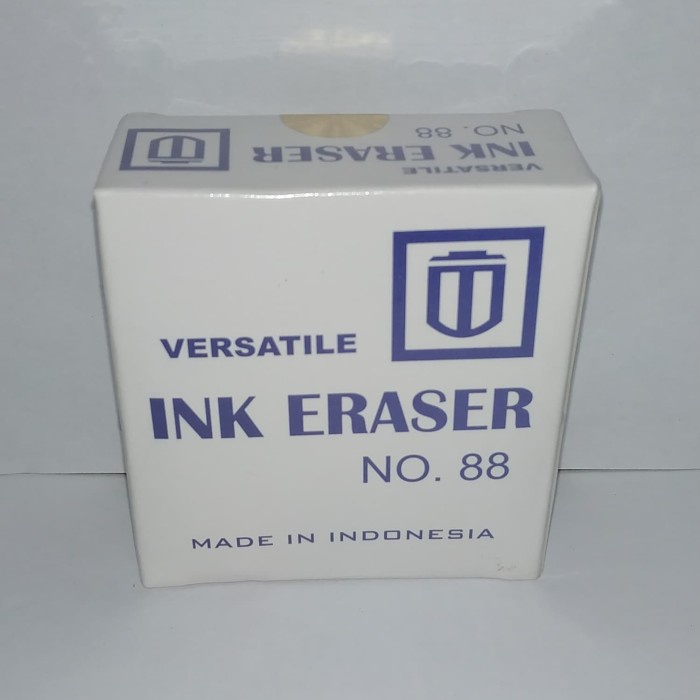 NO. 88
INK ERASER
VERSATILE
VERSATILE
INK ERASER
NO. 88
MADE IN INDONESIA